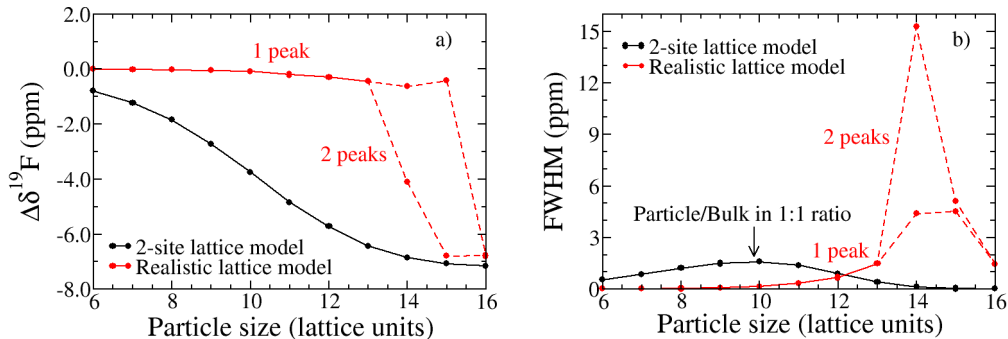 2.0
0.0
-2.0
-4.0
-6.0
-8.0
Δδ¹⁹F (ppm)
a)
1 peak
2 peaks
2-site lattice model
Realistic lattice model
6 8 10 12 14 16
Particle size (lattice units)
15
12
9
6
3
0
FWHM (ppm)
b)
2-site lattice model
Realistic lattice model
2 peaks
Particle/Bulk in 1:1 ratio
1 peak
6 8 10 12 14 16
Particle size (lattice units)